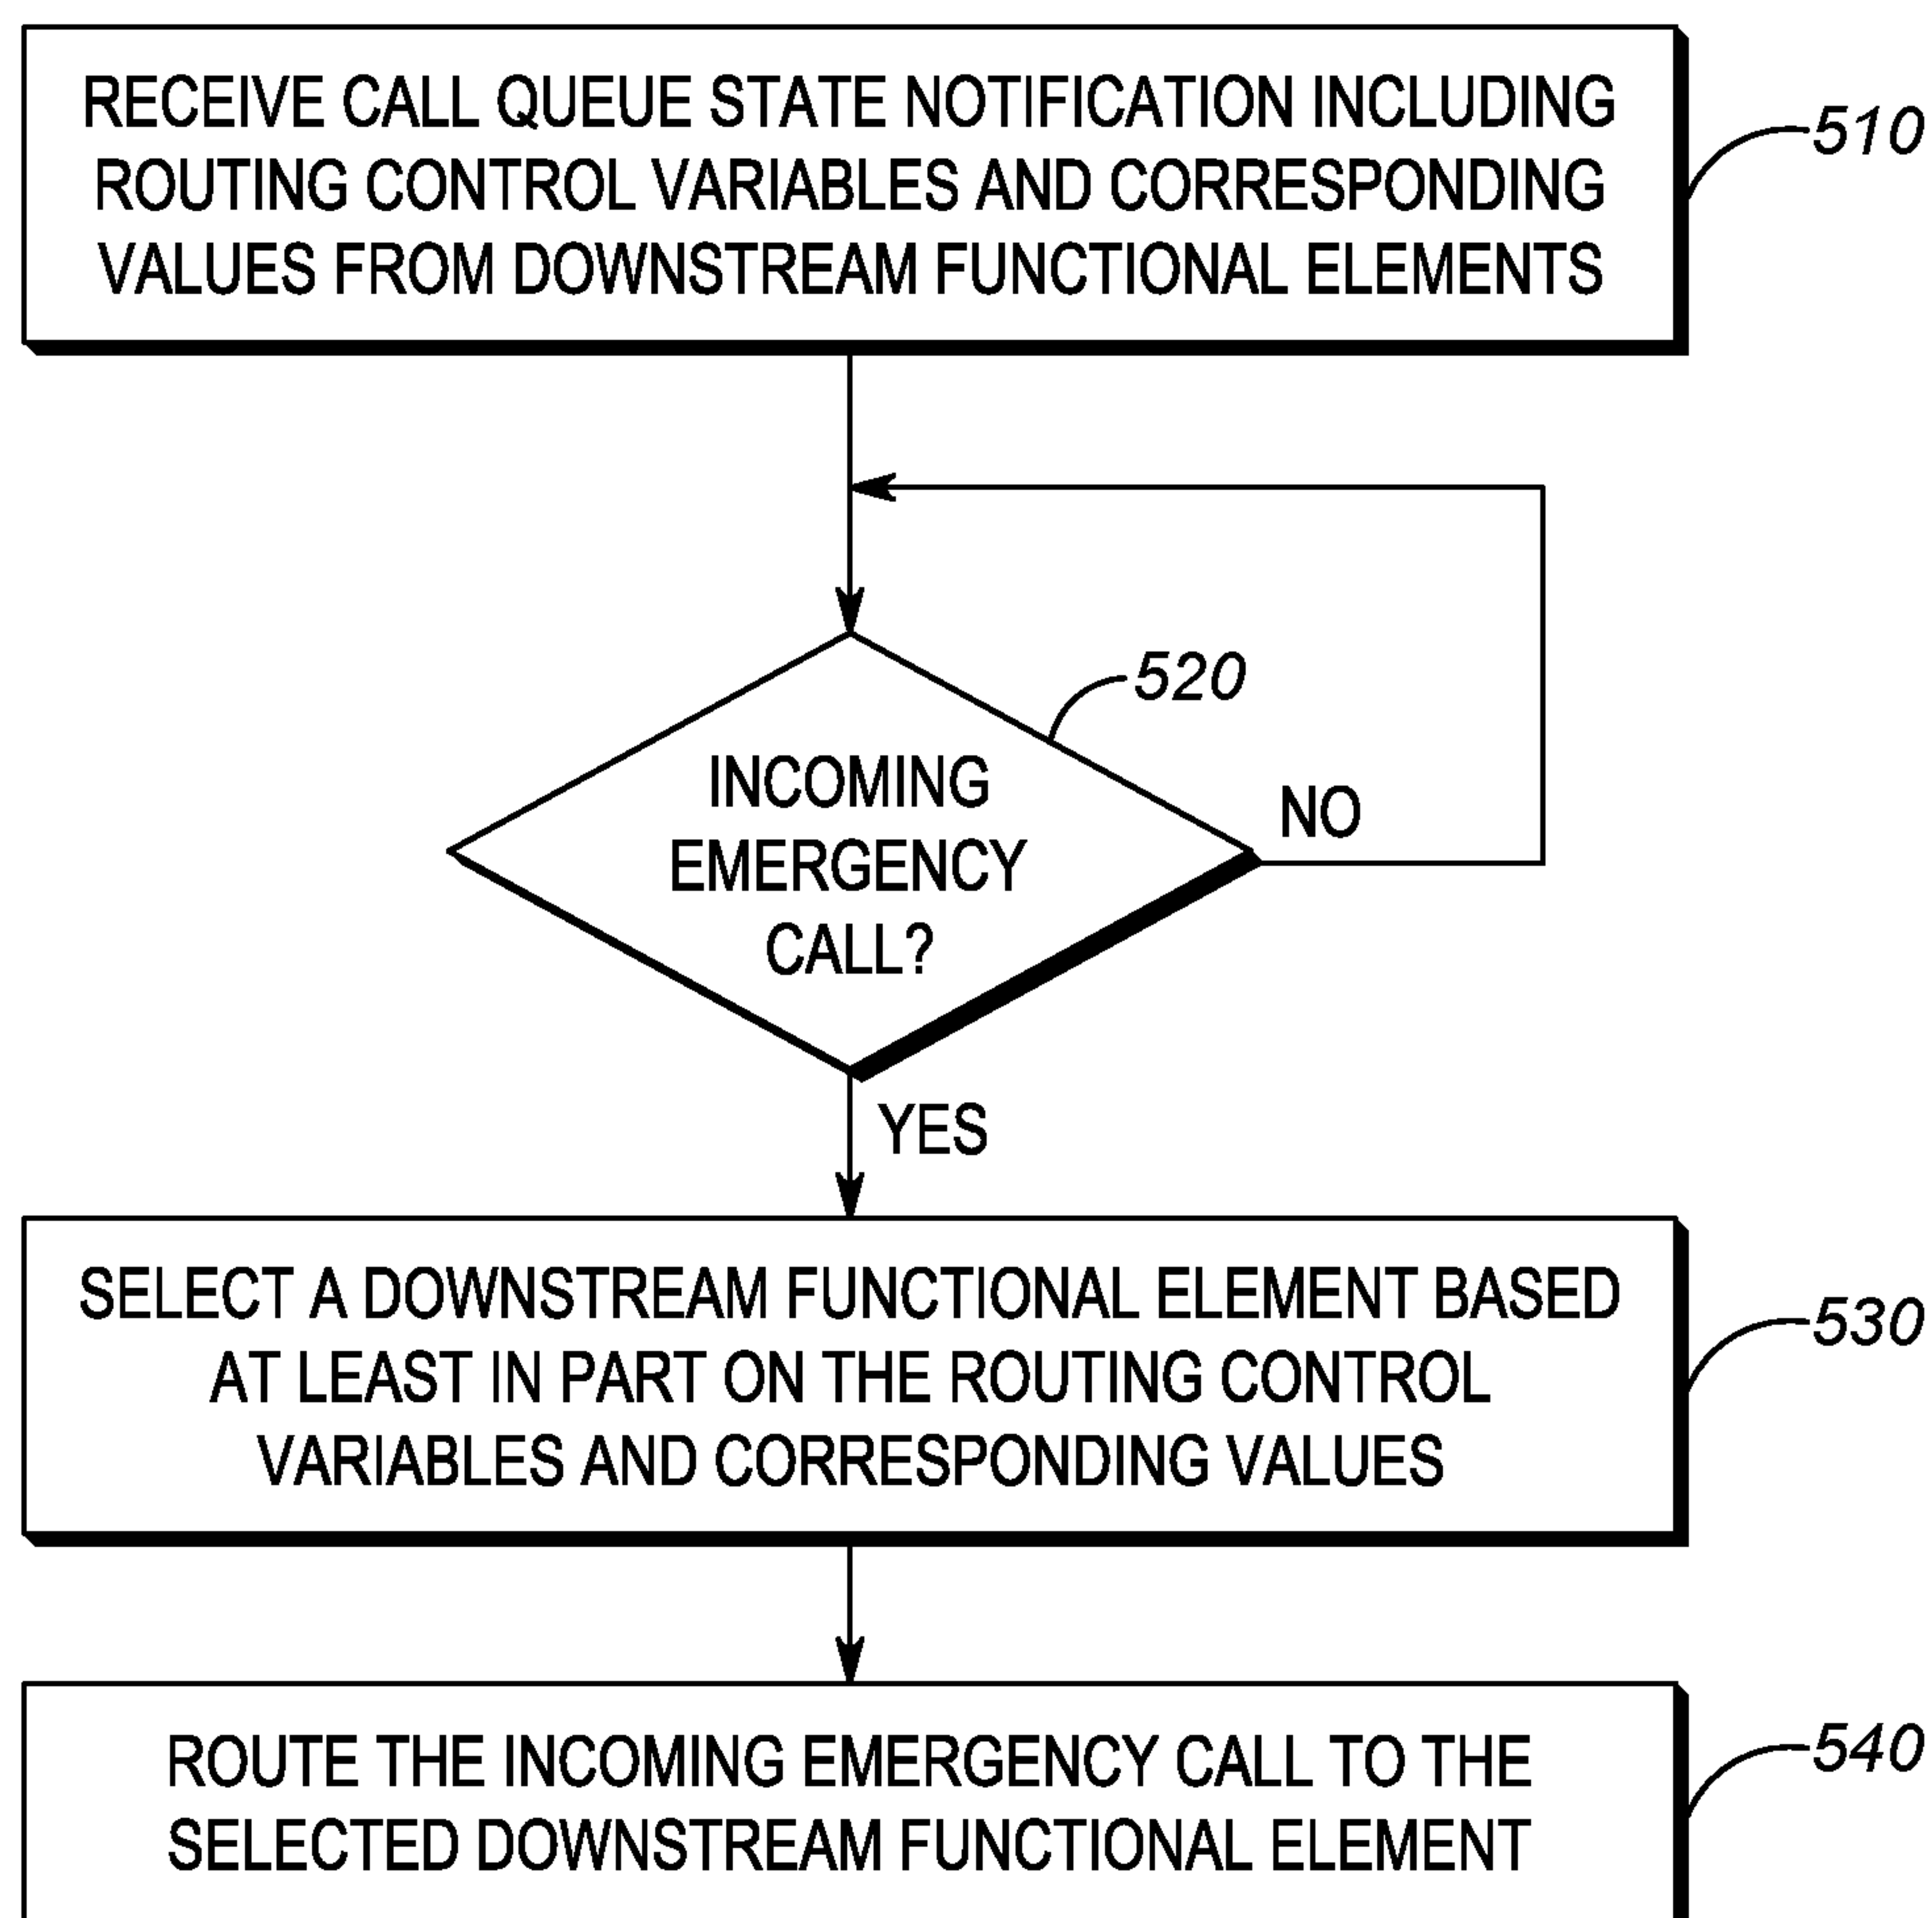 RECEIVE CALL QUEUE STATE NOTIFICATION INCLUDING
ROUTING CONTROL VARIABLES AND CORRESPONDING
VALUES FROM DOWNSTREAM FUNCTIONAL ELEMENTS
510
520
INCOMING
EMERGENCY
CALL?
NO
YES
SELECT A DOWNSTREAM FUNCTIONAL ELEMENT BASED
AT LEAST IN PART ON THE ROUTING CONTROL
VARIABLES AND CORRESPONDING VALUES
530
ROUTE THE INCOMING EMERGENCY CALL TO THE
SELECTED DOWNSTREAM FUNCTIONAL ELEMENT
540